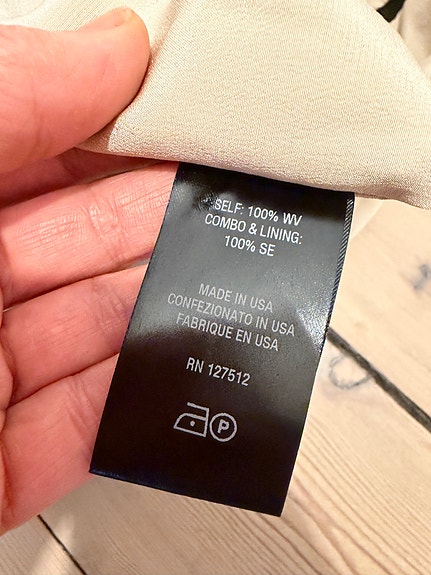 SELF: 100% WV
COMBO & LINING:
100% SE
MADE IN USA
CONFEZIONATO IN USA
FABRIQUE EN USA
RN 127512
P